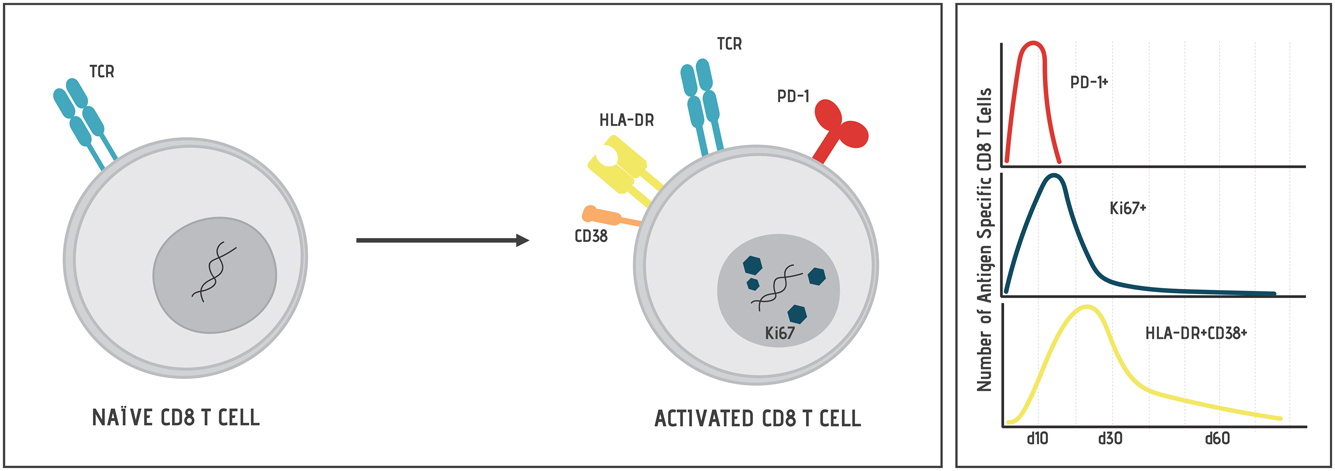 TCR
NAÏVE CD8 T CELL
TCR
PD-1
HLA-DR
CD38
Ki67
ACTIVATED CD8 T CELL
Number of Antigen Specific CD8 T Cells
PD-1+
Ki67+
HLA-DR+CD38+
d10 d30 d60